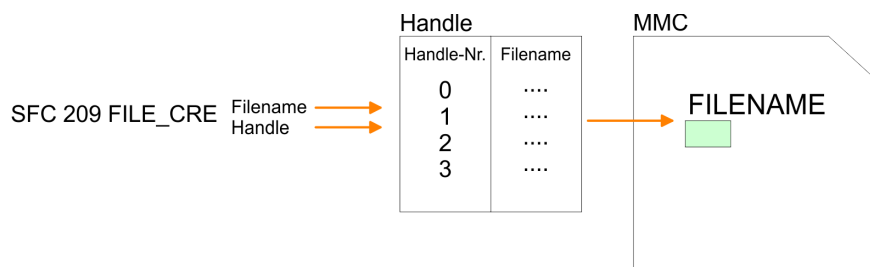 Handle
MMC
Handle-Nr. Filename
0 ....
1 ....
2 ....
3 ....
SFC 209 FILE_CRE
Filename
Handle
FILENAME